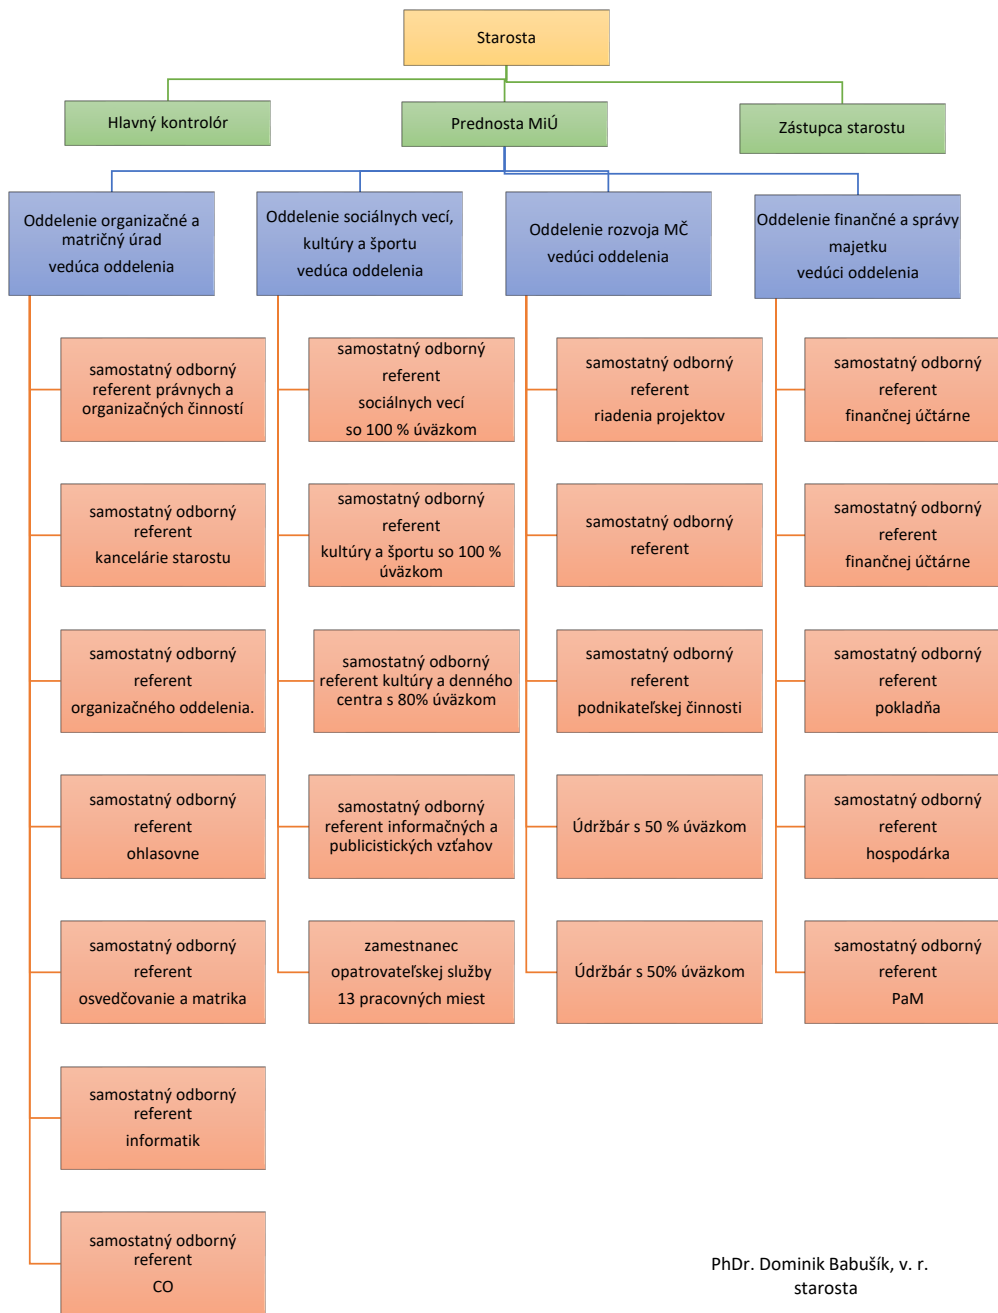 Starosta
Hlavný kontrolór
Prednosta MiÚ
Zástupca starostu
Oddelenie organizačné a
matričný úrad
vedúca oddelenia
Oddelenie sociálnych vecí,
kultúry a športu
vedúca oddelenia
Oddelenie rozvoja MČ
vedúci oddelenia
Oddelenie finančné a správy
majetku
vedúci oddelenia
samostatný odborný
referent právnych a
organizačných činností
samostatný odborný
referent
kancelárie starostu
samostatný odborný
referent
organizačného oddelenia.
samostatný odborný
referent
ohlasovne
samostatný odborný
referent
osvedčovanie a matrika
samostatný odborný
referent
informatik
samostatný odborný
referent
CO
samostatný odborný
referent
sociálnych vecí
so 100 % úväzkom
samostatný odborný
referent
kultúry a športu so 100 %
úväzkom
samostatný odborný
referent kultúry a denného
centra s 80% úväzkom
samostatný odborný
referent informačných a
publicistických vzťahov
zamestnanec
opatrovateľskej služby
13 pracovných miest
samostatný odborný
referent
riadenia projektov
samostatný odborný
referent
samostatný odborný
referent
podnikateľskej činnosti
Údržbár s 50 % úväzkom
Údržbár s 50% úväzkom
samostatný odborný
referent
finančnej účtárne
samostatný odborný
referent
finančnej účtárne
samostatný odborný
referent
pokladňa
samostatný odborný
referent
hospodárka
samostatný odborný
referent
PaM
PhDr. Dominik Babušík, v. r.
starosta